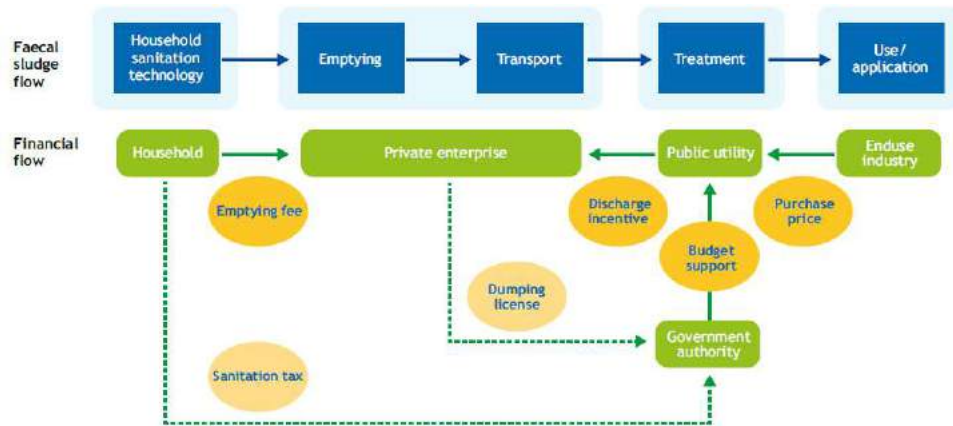 Faecal
sludge
flow
Household
sanitation
technology
Emptying
Transport
Treatment
Use/
application
Financial
flow
Household
Private enterprise
Public utility
Enduse
industry
Emptying fee
Discharge
incentive
Purchase
price
Budget
support
Dumping
license
Government
authority
Sanitation tax